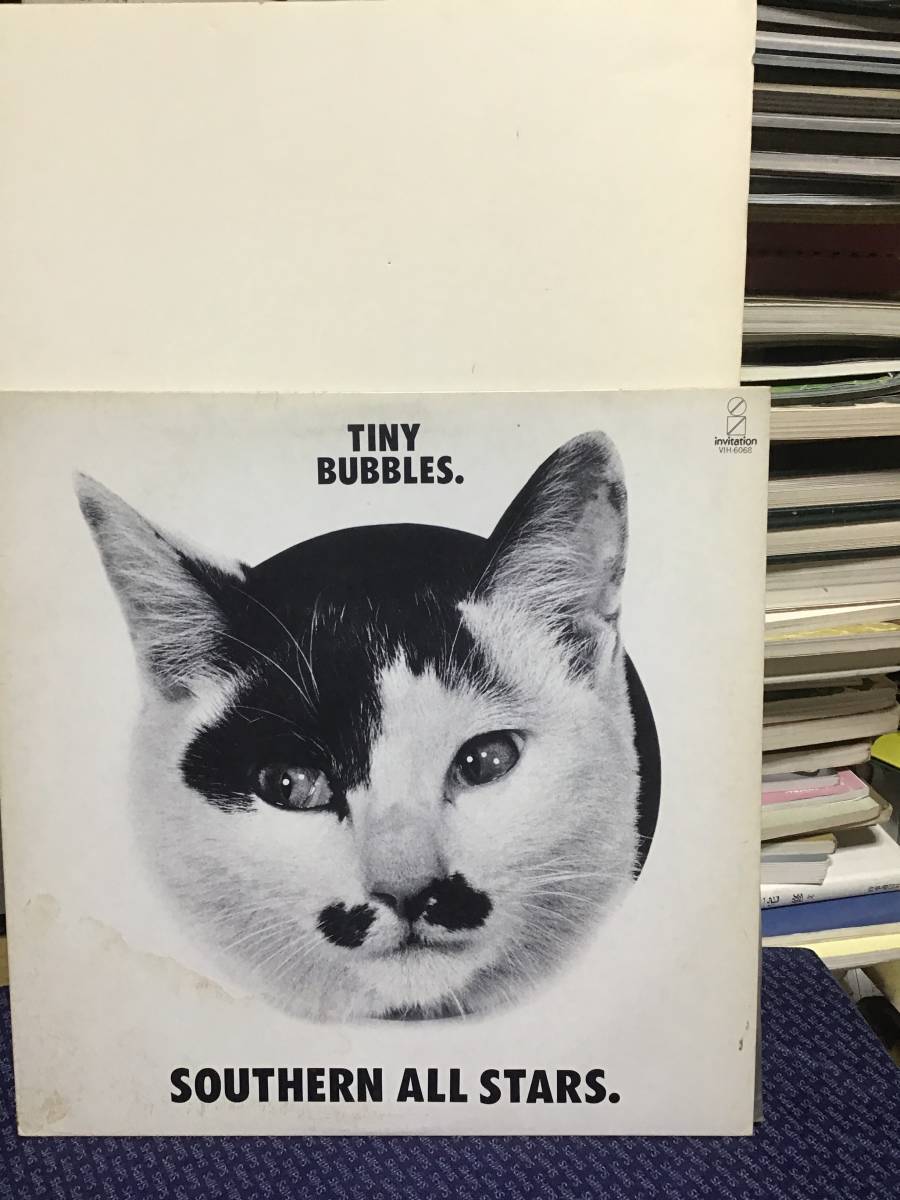 TINY
BUBBLES.
invitation
VIH-6068
SOUTHERN ALL STARS.